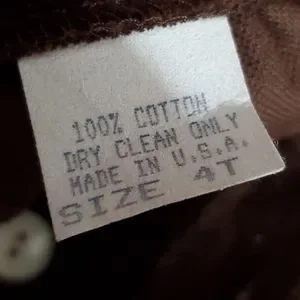 100% COTTON
DRY CLEAN ONLY
MADE IN U.S.A.
SIZE 4T